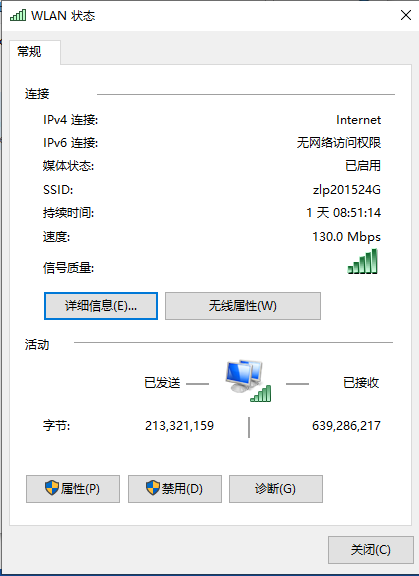 WLAN 状态
常规
连接
IPv4 连接: Internet
IPv6 连接: 无网络访问权限
媒体状态: 已启用
SSID: zlp201524G
持续时间: 1 天 08:51:14
速度: 130.0 Mbps
信号质量:
详细信息(E)... 无线属性(W)
活动
已发送 已接收
字节: 213,321,159 639,286,217
属性(P) 禁用(D) 诊断(G)
关闭(C)